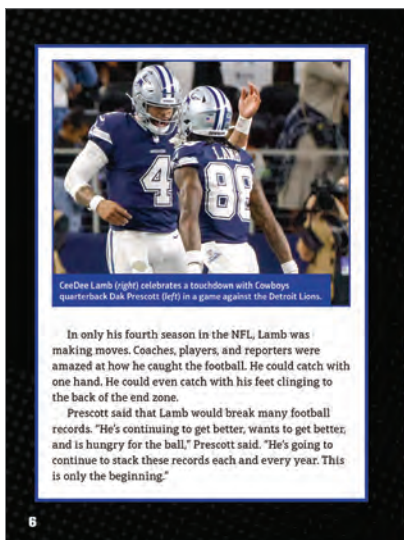 4
LAMB
88
CeeDee Lamb (right) celebrates a touchdown with Cowboys
quarterback Dak Prescott (left) in a game against the Detroit Lions.
In only his fourth season in the NFL, Lamb was
making moves. Coaches, players, and reporters were
amazed at how he caught the football. He could catch with
one hand. He could even catch with his feet clinging to
the back of the end zone.
Prescott said that Lamb would break many football
records. “He’s continuing to get better, wants to get better,
and is hungry for the ball,” Prescott said. “He’s going to
continue to stack these records each and every year. This
is only the beginning.”
6